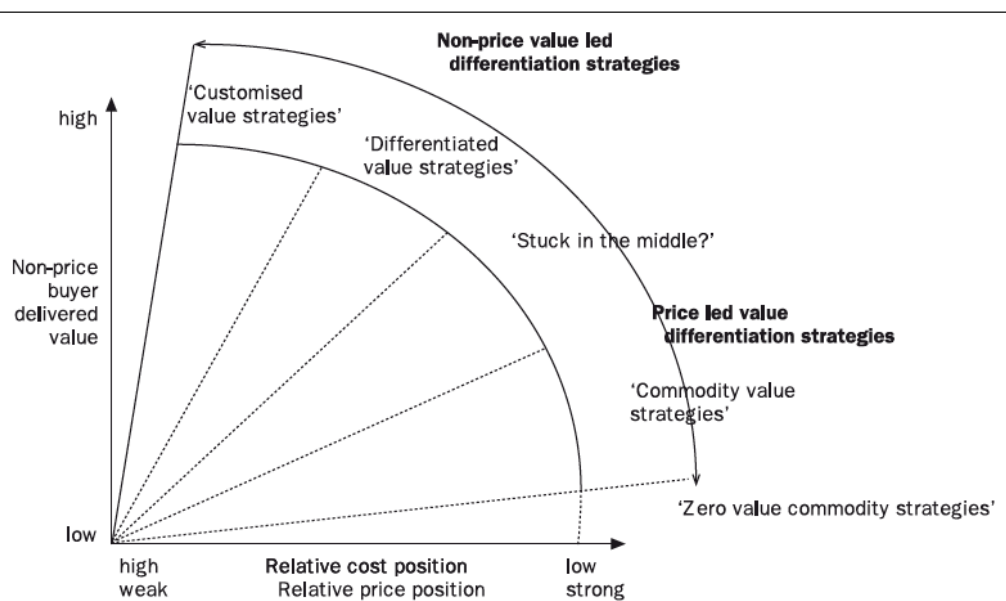 Non-price value led
differentiation strategies
‘Customised
value strategies’
high
‘Differentiated
value strategies’
‘Stuck in the middle?’
Non-price
buyer
delivered
value
Price led value
differentiation strategies
‘Commodity value
strategies’
‘Zero value commodity strategies’
low
high
weak
Relative cost position
Relative price position
low
strong